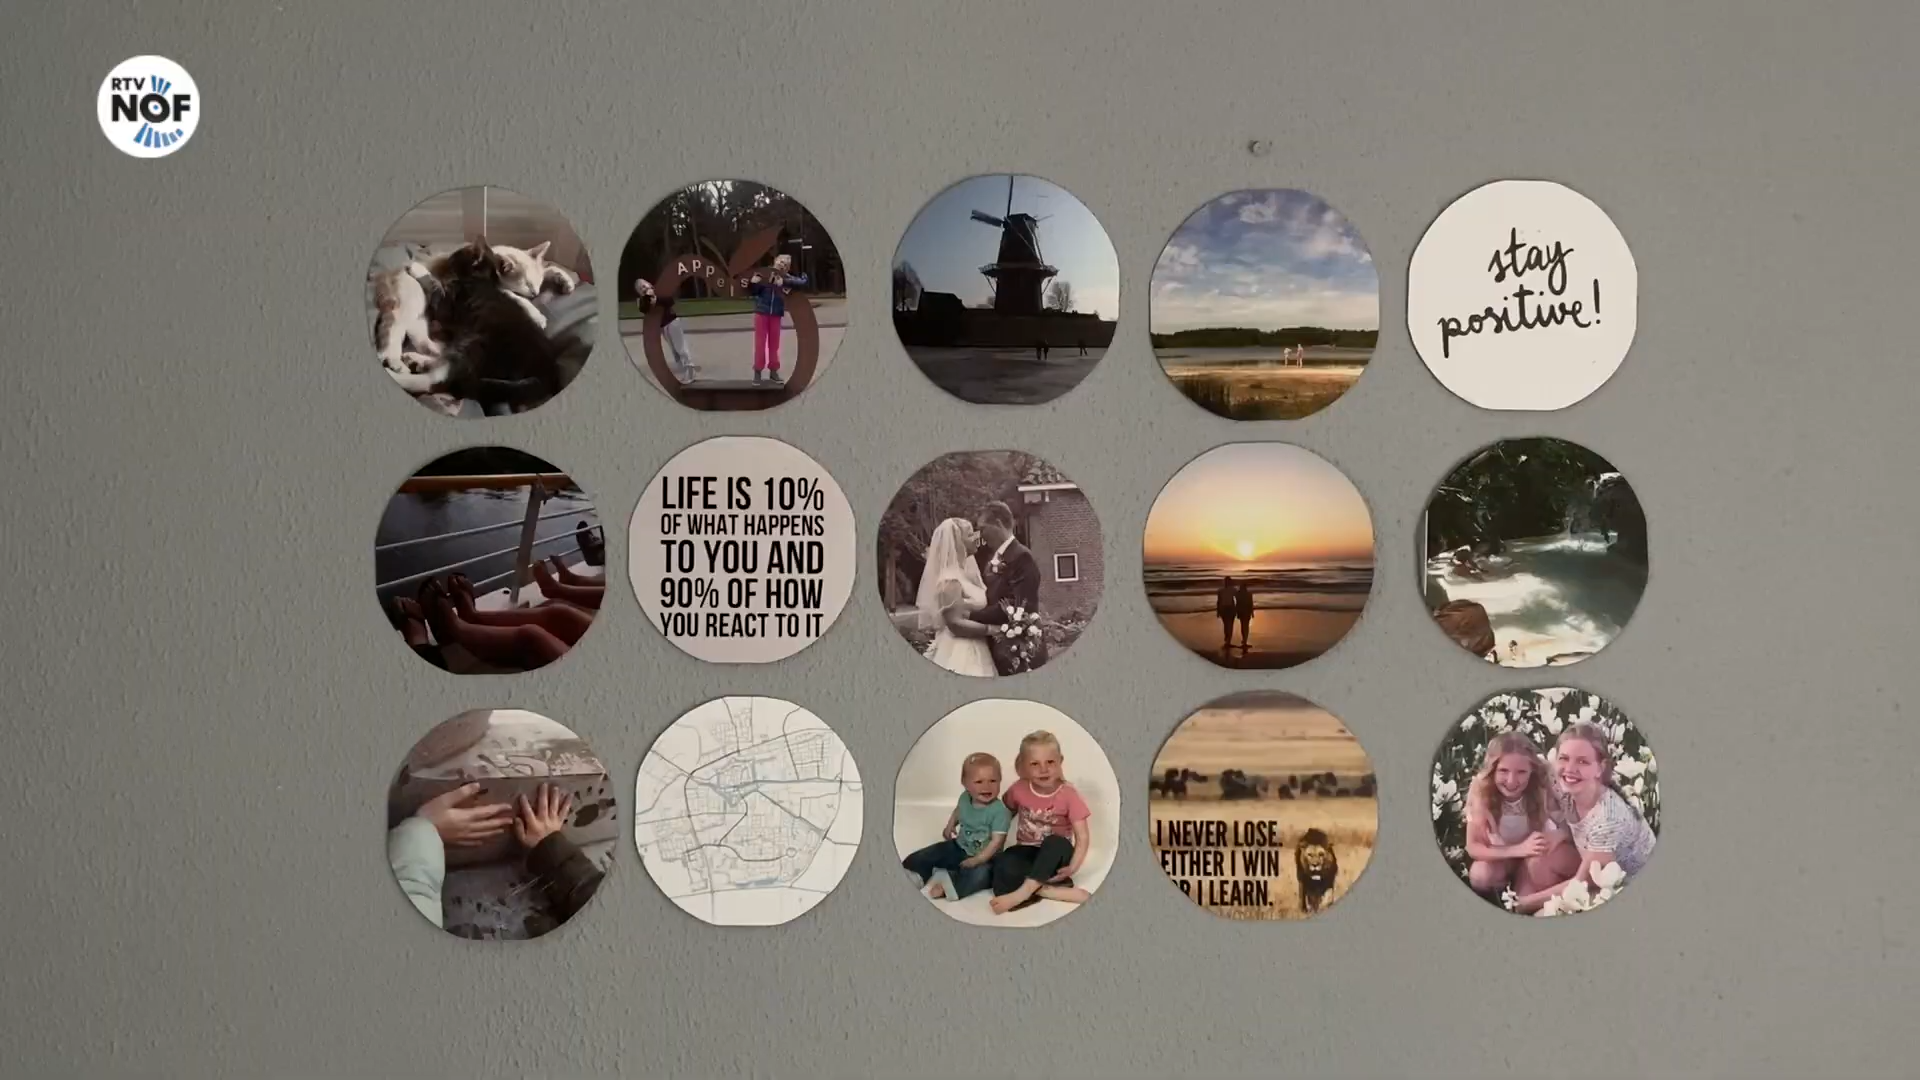 RTV
NOF
Appels
stay
positive!
LIFE IS 10%
OF WHAT HAPPENS
TO YOU AND
90% OF HOW
YOU REACT TO IT
I NEVER LOSE.
EITHER I WIN
OR I LEARN.